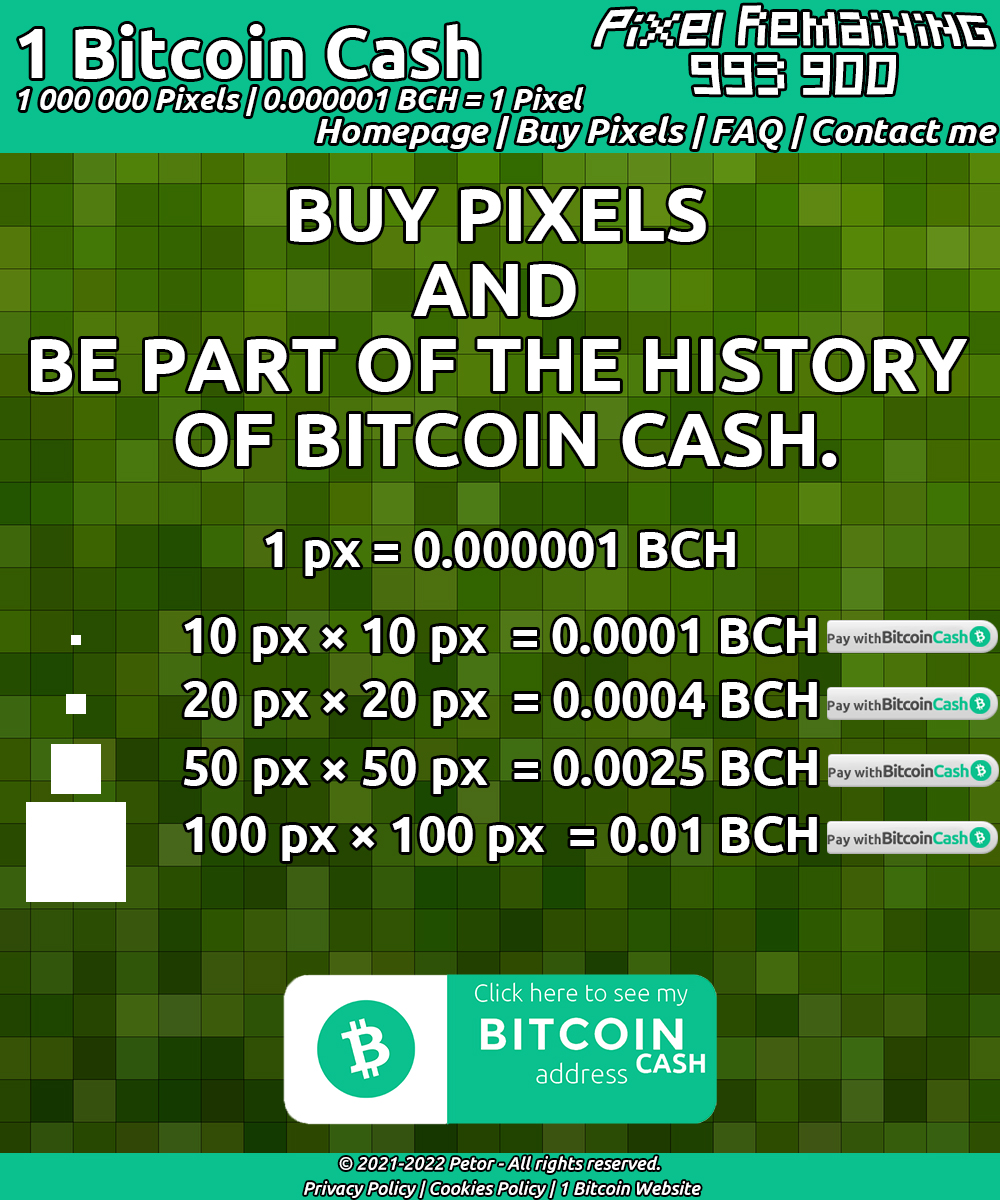 1 Bitcoin Cash
Pixel Remaining
993 900
1 000 000 Pixels | 0.000001 BCH = 1 Pixel
Homepage | Buy Pixels | FAQ | Contact me
BUY PIXELS
AND
BE PART OF THE HISTORY
OF BITCOIN CASH.
1 px = 0.000001 BCH
10 px × 10 px = 0.0001 BCH Pay with BitcoinCash
20 px × 20 px = 0.0004 BCH Pay with BitcoinCash
50 px × 50 px = 0.0025 BCH Pay with BitcoinCash
100 px × 100 px = 0.01 BCH Pay with BitcoinCash
Click here to see my
BITCOIN
CASH
address
© 2021-2022 Petor - All rights reserved.
Privacy Policy | Cookies Policy | 1 Bitcoin Website